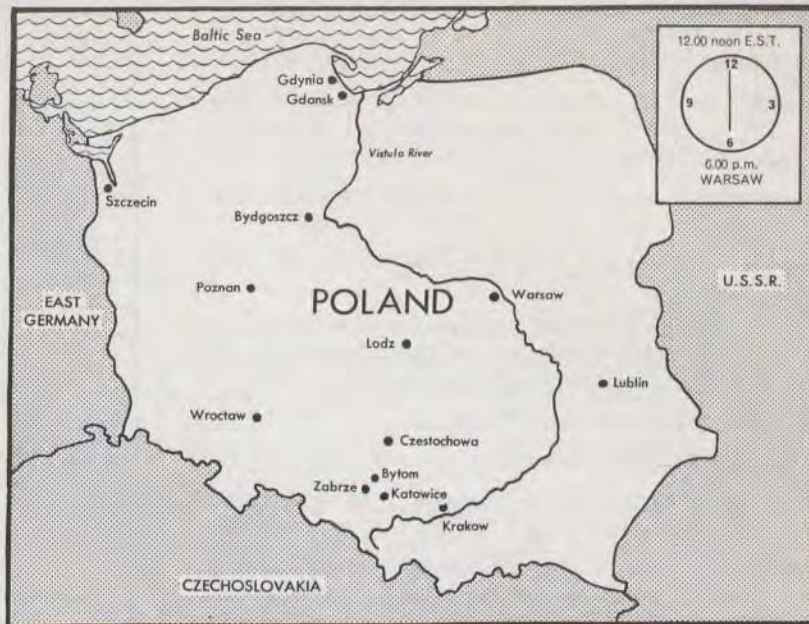 Baltic Sea
12.00 noon E.S.T.
12
9
3
6
6.00 p.m.
WARSAW
Gdynia
Gdansk
Vistula River
Szczecin
Bydgoszcz
U.S.S.R.
Poznan
EAST
GERMANY
POLAND
Warsaw
Lodz
Lublin
Wroctaw
Czestochowa
Bytom
Zabrze
Katowice
Krakow
CZECHOSLOVAKIA